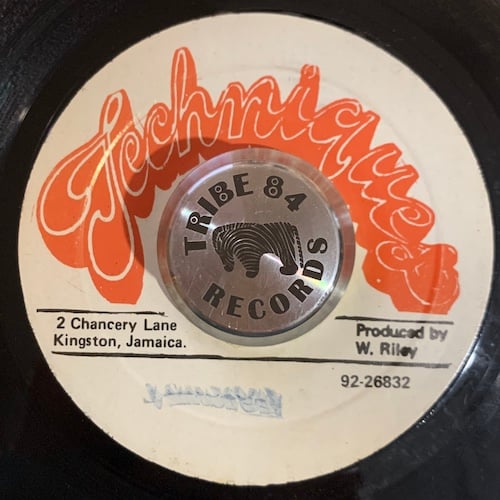 Techniques
TRIBE 84
RECORDS
2 Chancery Lane
Kingston, Jamaica.
Produced by
W. Riley
92-26832